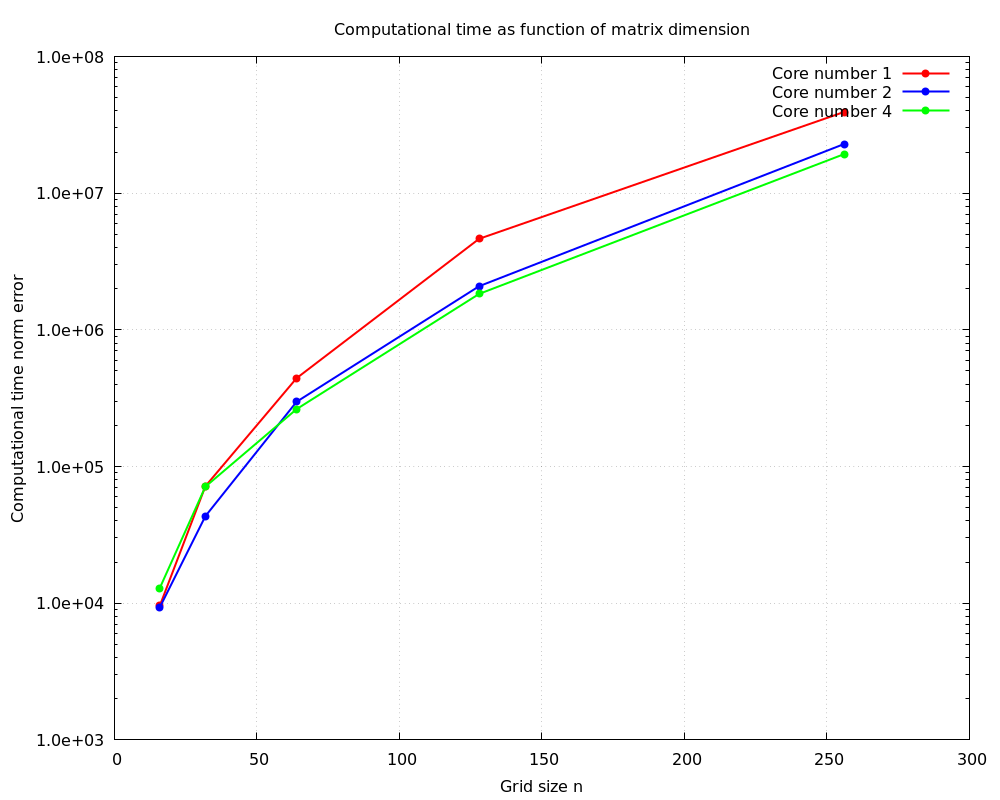 Computational time as function of matrix dimension
1.0e+08
1.0e+07
1.0e+06
1.0e+05
1.0e+04
1.0e+03
Computational time norm error
Core number 1
Core number 2
Core number 4
0 50 100 150 200 250 300
Grid size n